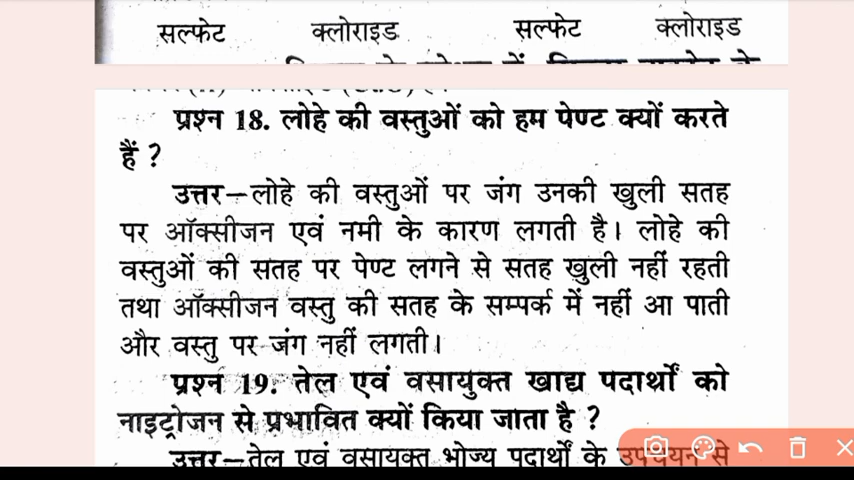 सल्फेट क्लोराइड सल्फेट क्लोराइड
प्रश्न 18. लोहे की वस्तुओं को हम पेण्ट क्यों करते
हैं ?
उत्तर–लोहे की वस्तुओं पर जंग उनकी खुली सतह
पर ऑक्सीजन एवं नमी के कारण लगती है। लोहे की
वस्तुओं की सतह पर पेण्ट लगने से सतह खुली नहीं रहती
तथा ऑक्सीजन वस्तु की सतह के सम्पर्क में नहीं आ पाती
और वस्तु पर जंग नहीं लगती।
प्रश्न 19. तेल एवं वसायुक्त खाद्य पदार्थों को
नाइट्रोजन से प्रभावित क्यों किया जाता है ?
उत्तर–तेल एवं वसायुक्त भोज्य पदार्थों के उपचयन से